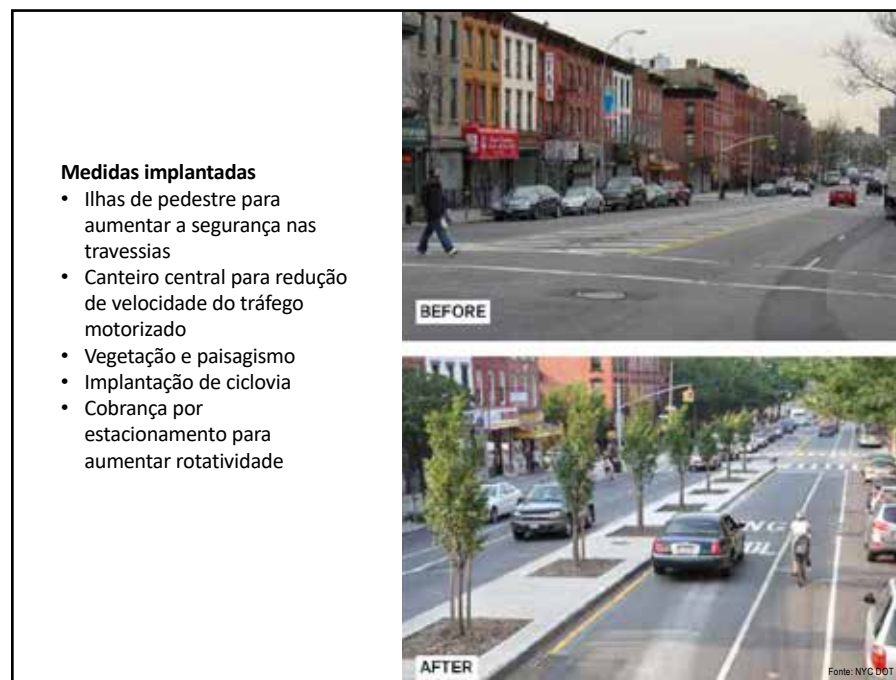 Medidas implantadas
• Ilhas de pedestre para
aumentar a segurança nas
travessias
• Canteiro central para redução
de velocidade do tráfego
motorizado
• Vegetação e paisagismo
• Implantação de ciclovia
• Cobrança por
estacionamento para
aumentar rotatividade
BEFORE
AFTER
Fonte: NYC DOT